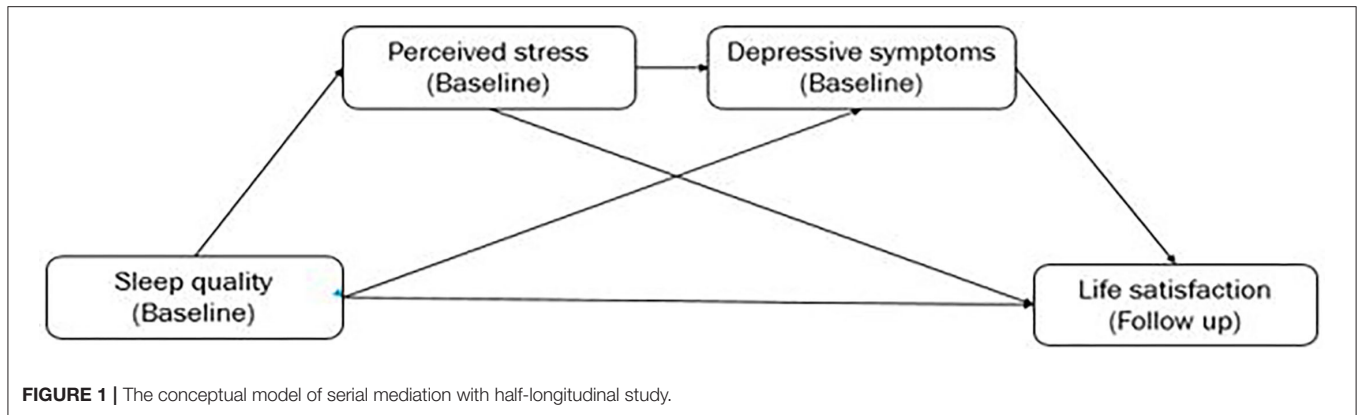 Perceived stress
(Baseline)
Depressive symptoms
(Baseline)
Sleep quality
(Baseline)
Life satisfaction
(Follow up)
FIGURE 1 | The conceptual model of serial mediation with half-longitudinal study.